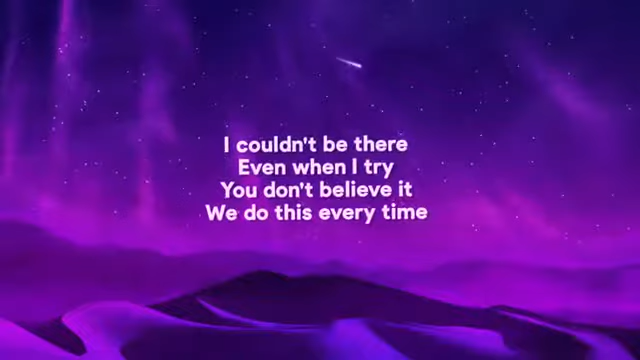 I couldn't be there
Even when I try
You don't believe it
We do this every time